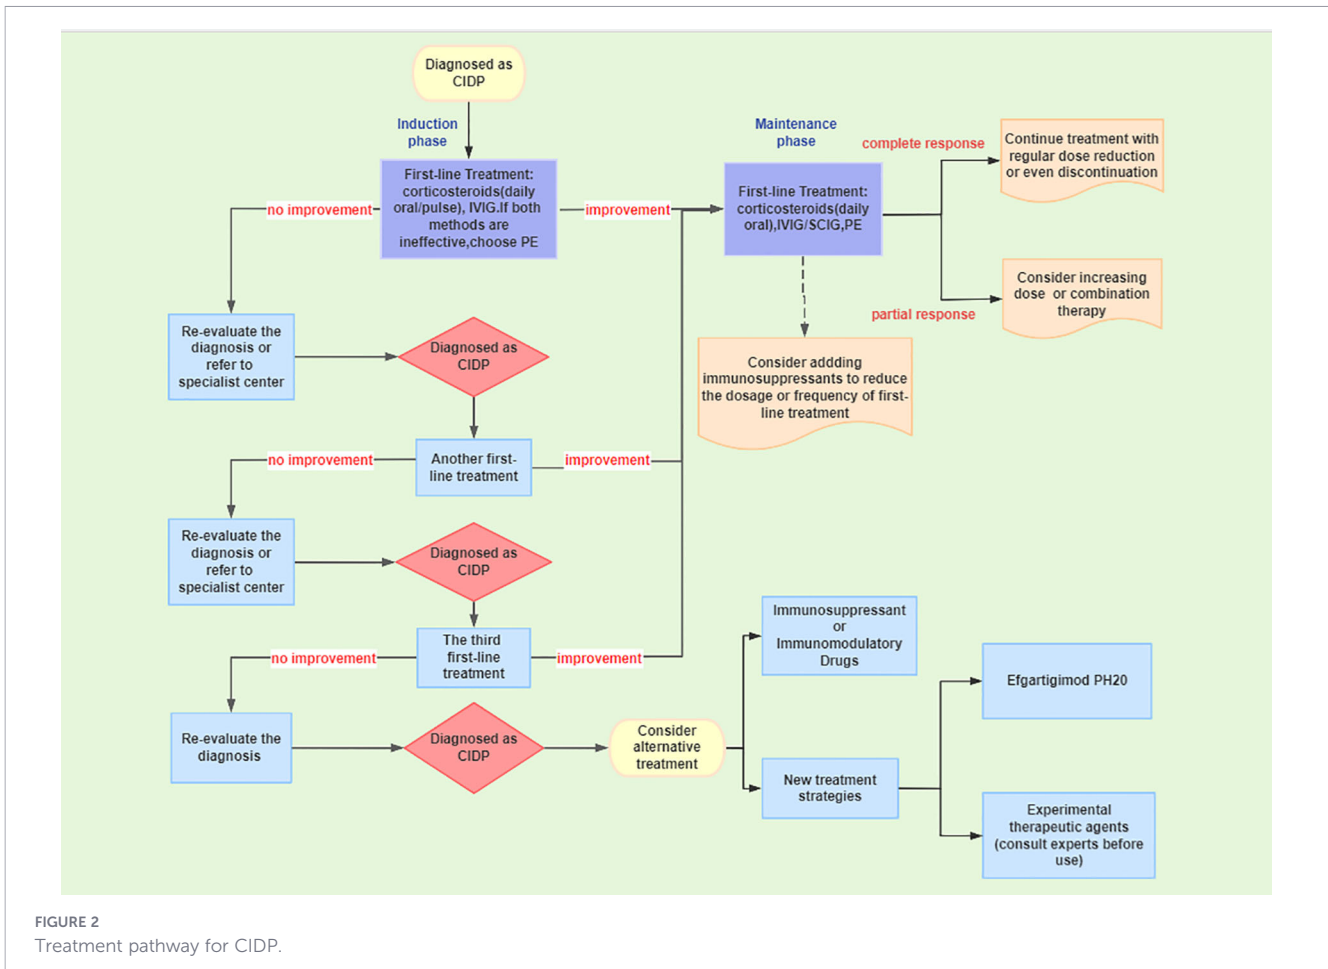 Diagnosed as
CIDP
Induction
phase
First-line Treatment:
corticosteroids(daily
oral/pulse), IVIG.If both
methods are
ineffective,choose PE
no improvement
improvement
Maintenance
phase
First-line Treatment:
corticosteroids(daily
oral),IVIG/SCIG,PE
complete response
Continue treatment with
regular dose reduction
or even discontinuation
partial response
Consider increasing
dose or combination
therapy
Consider addding
immunosuppressants to reduce
the dosage or frequency of first-
line treatment
Re-evaluate the
diagnosis or
refer to
specialist center
Diagnosed as
CIDP
no improvement
Another first-
line treatment
improvement
Re-evaluate the
diagnosis or
refer to
specialist center
Diagnosed as
CIDP
no improvement
The third
first-line
treatment
improvement
Re-evaluate the
diagnosis
Diagnosed as
CIDP
Consider
alternative
treatment
Immunosuppressant
or
Immunomodulatory
Drugs
New treatment
strategies
Efgartigimod PH20
Experimental
therapeutic agents
(consult experts before
use)
FIGURE 2
Treatment pathway for CIDP.